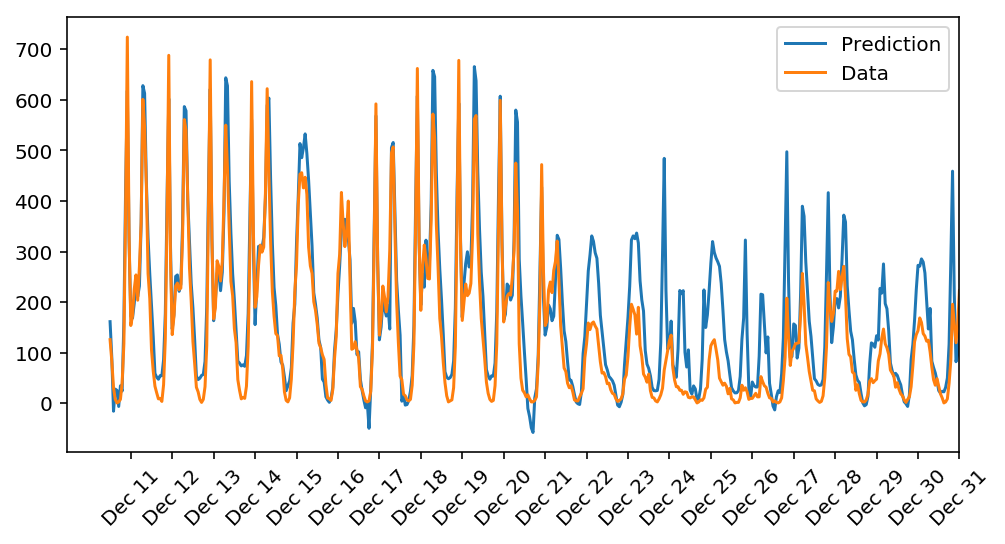 Prediction
Data
700
600
500
400
300
200
100
0
Dec 11
Dec 12
Dec 13
Dec 14
Dec 15
Dec 16
Dec 17
Dec 18
Dec 19
Dec 20
Dec 21
Dec 22
Dec 23
Dec 24
Dec 25
Dec 26
Dec 27
Dec 28
Dec 29
Dec 30
Dec 31